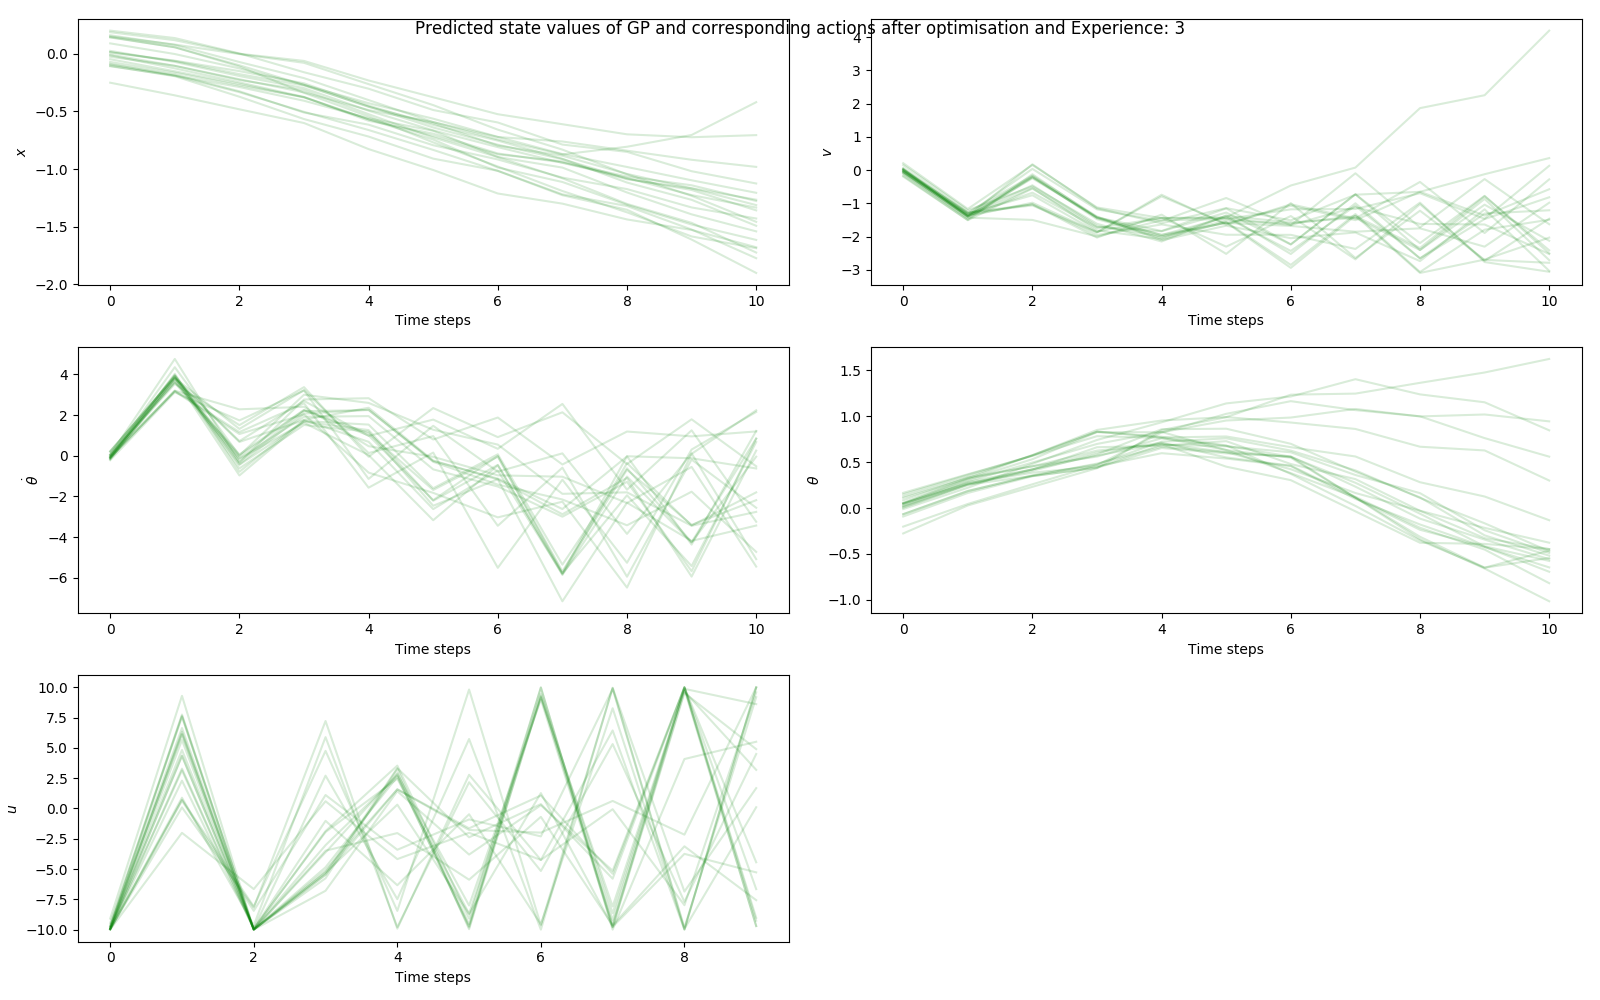 Predicted state values of GP and corresponding actions after optimisation and Experience: 3
0.0
−0.5
−1.0
−1.5
−2.0
x
0 2 4 6 8 10
Time steps
4
3
2
1
0
−1
−2
−3
v
0 2 4 6 8 10
Time steps
4
2
0
−2
−4
−6
θ̇
0 2 4 6 8 10
Time steps
1.5
1.0
0.5
0.0
−0.5
−1.0
θ
0 2 4 6 8 10
Time steps
10.0
7.5
5.0
2.5
0.0
−2.5
−5.0
−7.5
−10.0
u
0 2 4 6 8
Time steps